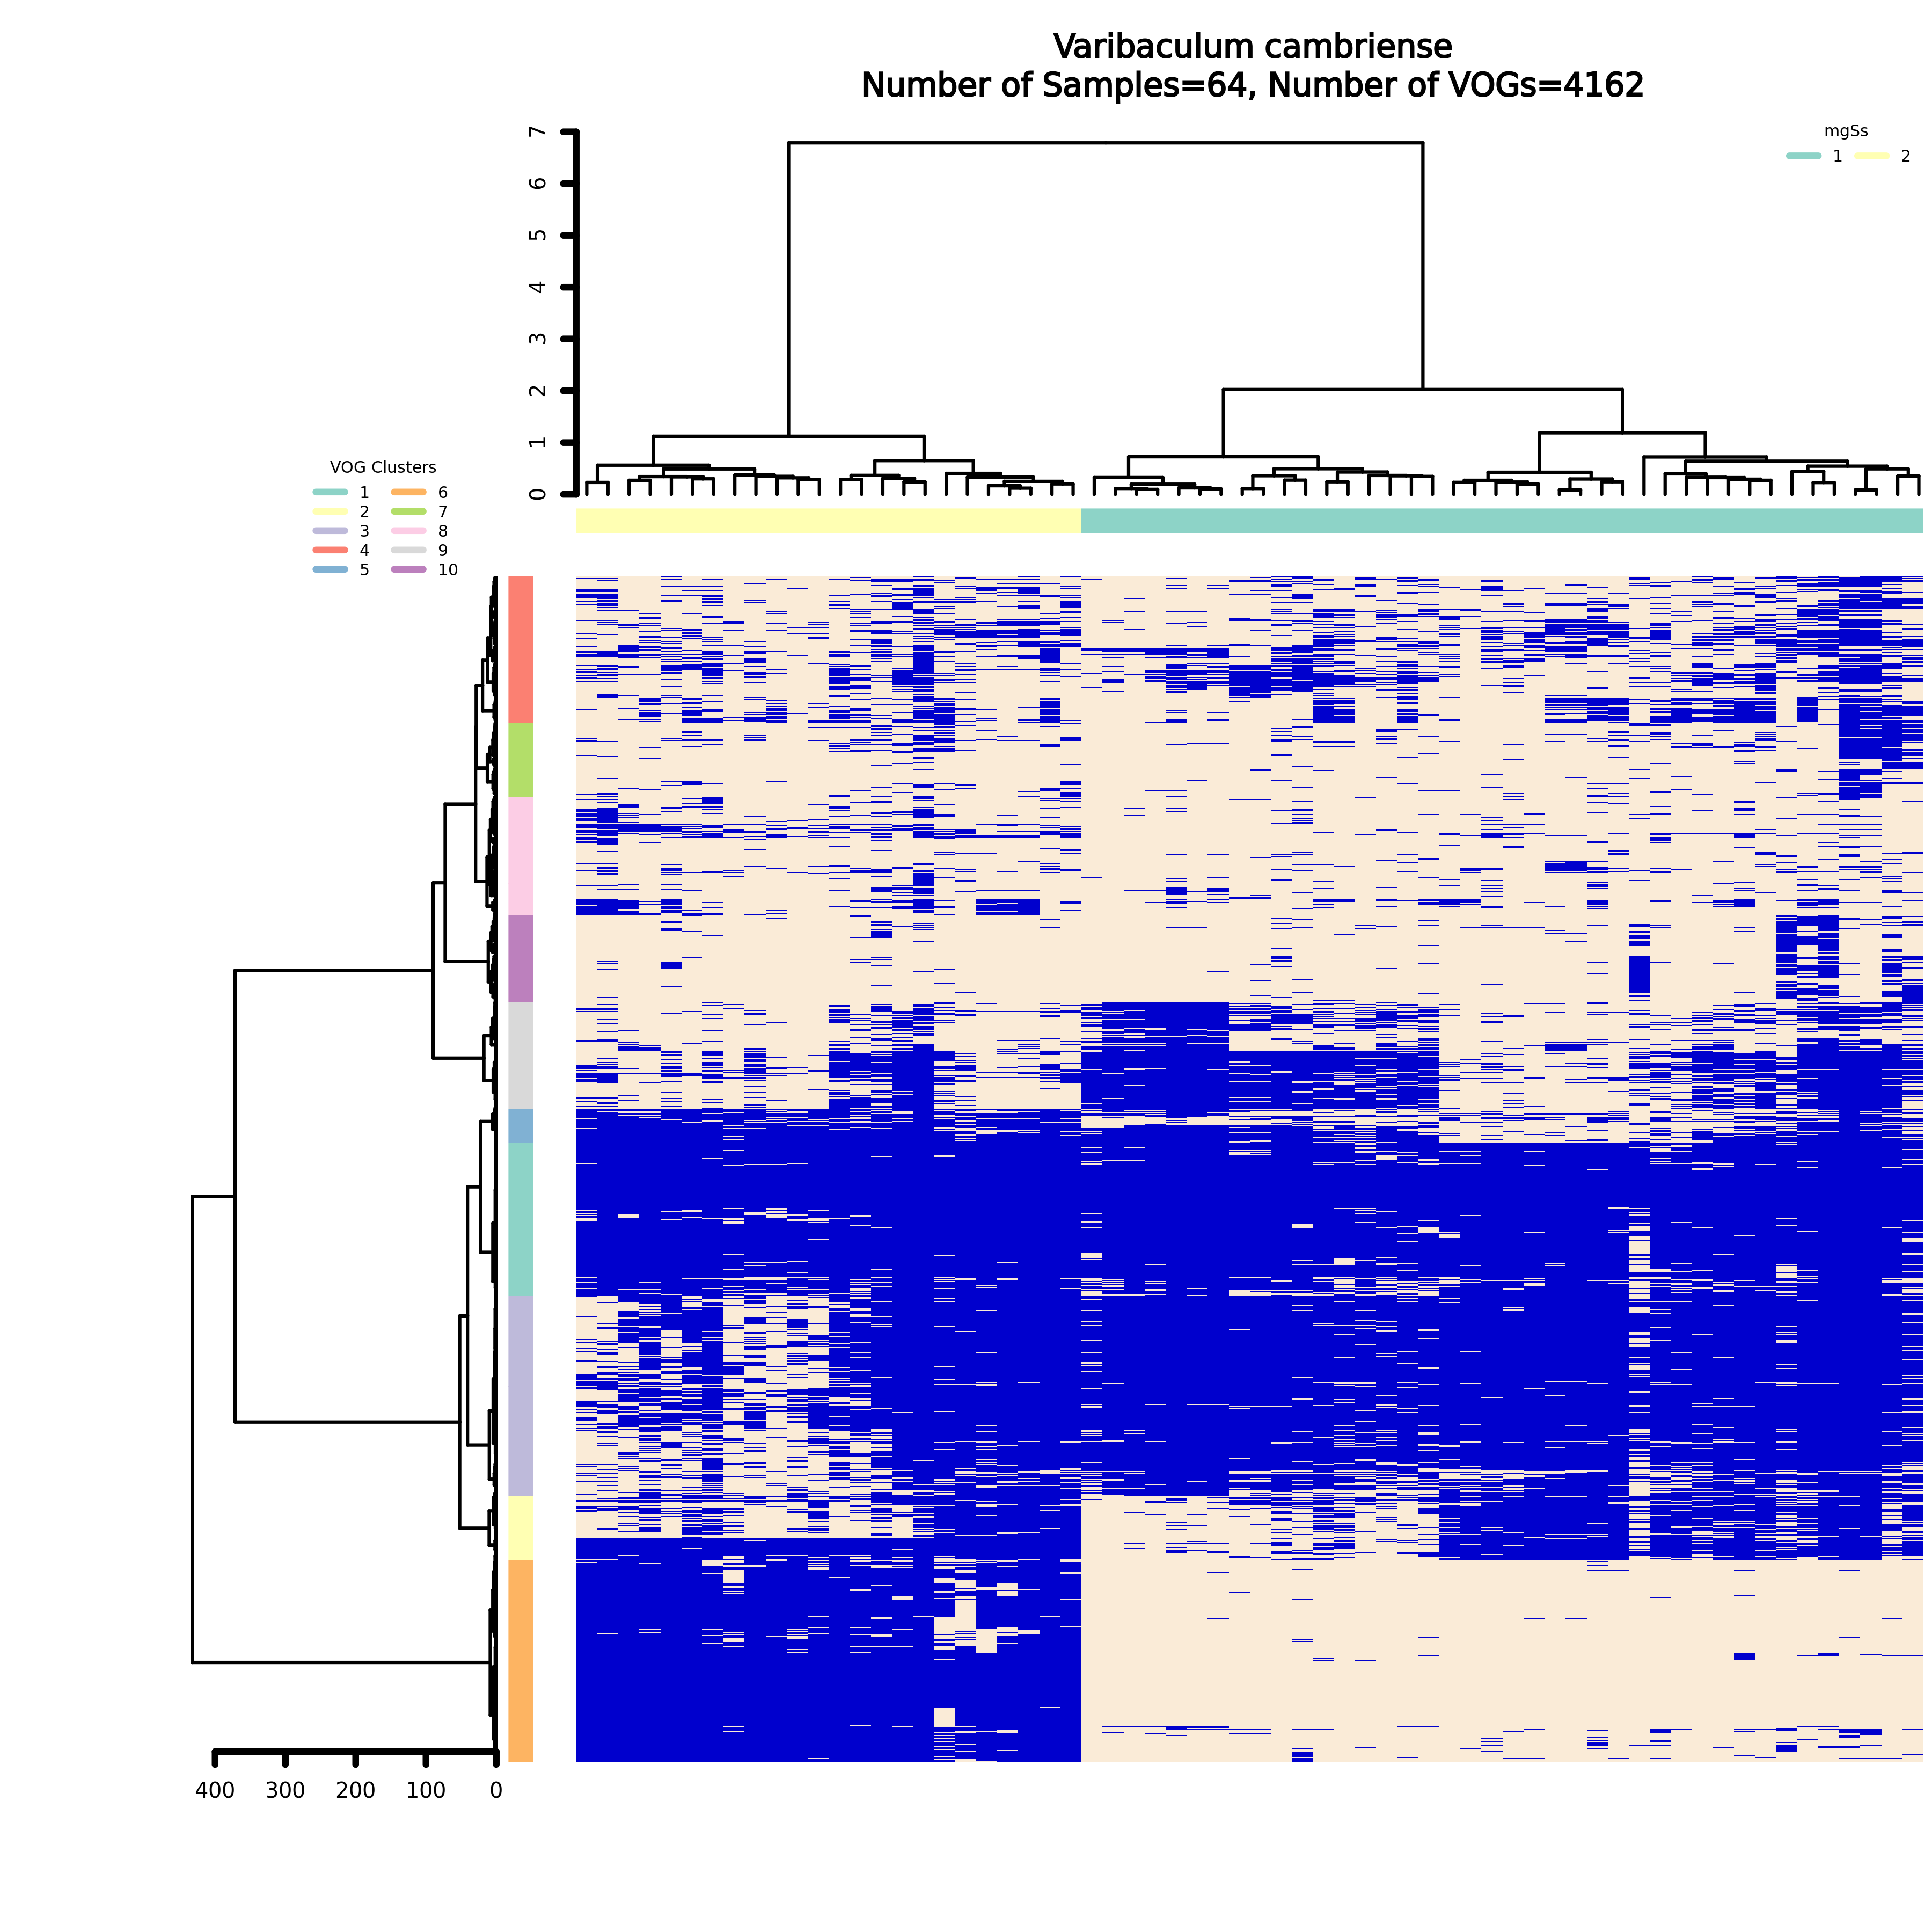 Varibaculum cambriense
Number of Samples=64, Number of VOGs=4162
mgSs
1 2
7
6
5
4
3
2
1
0
VOG Clusters
1 6
2 7
3 8
4 9
5 10
400 300 200 100 0